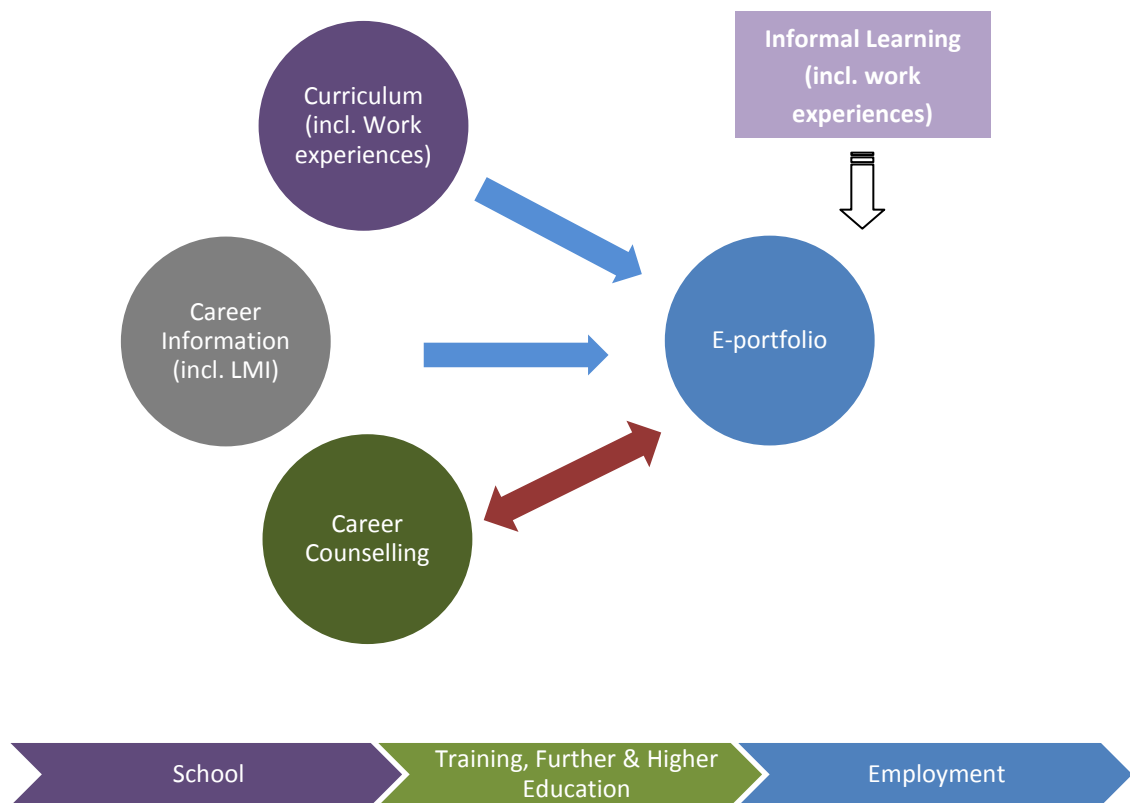 Curriculum
(incl. Work
experiences)
Informal Learning
(incl. work
experiences)
Career
Information
(incl. LMI)
E-portfolio
Career
Counselling
School
Training, Further & Higher
Education
Employment